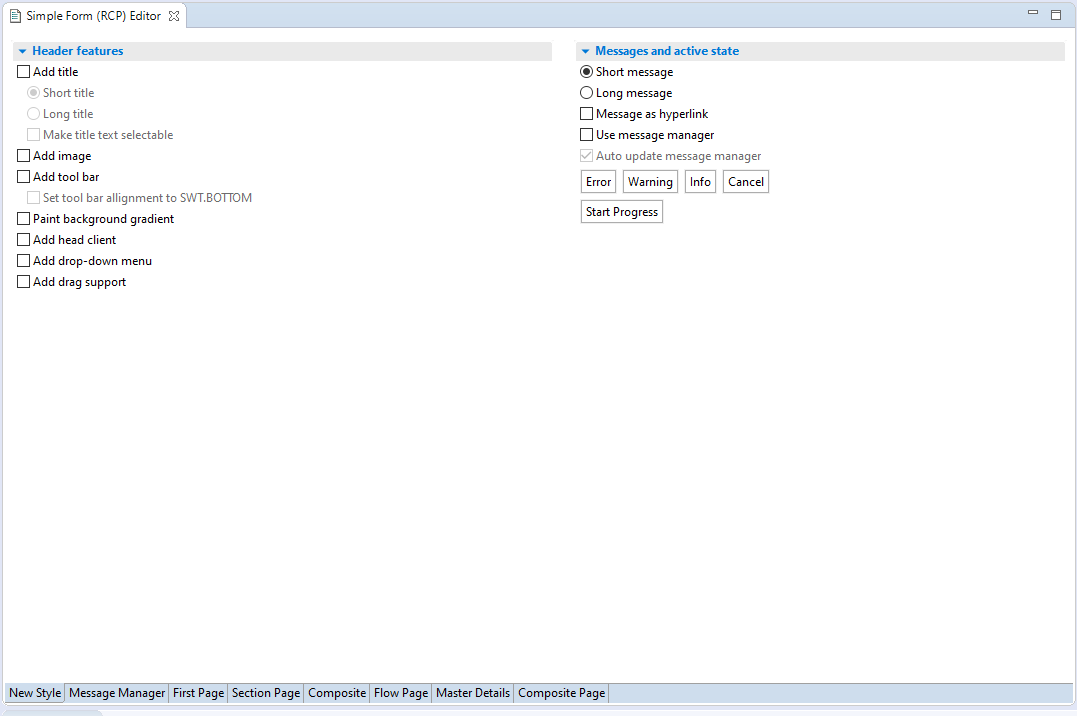 Simple Form (RCP) Editor
Header features
Add title
Short title
Long title
Make title text selectable
Add image
Add tool bar
Set tool bar allignment to SWT.BOTTOM
Paint background gradient
Add head client
Add drop-down menu
Add drag support
Messages and active state
Short message
Long message
Message as hyperlink
Use message manager
Auto update message manager
Error Warning Info Cancel
Start Progress
New Style Message Manager First Page Section Page Composite Flow Page Master Details Composite Page